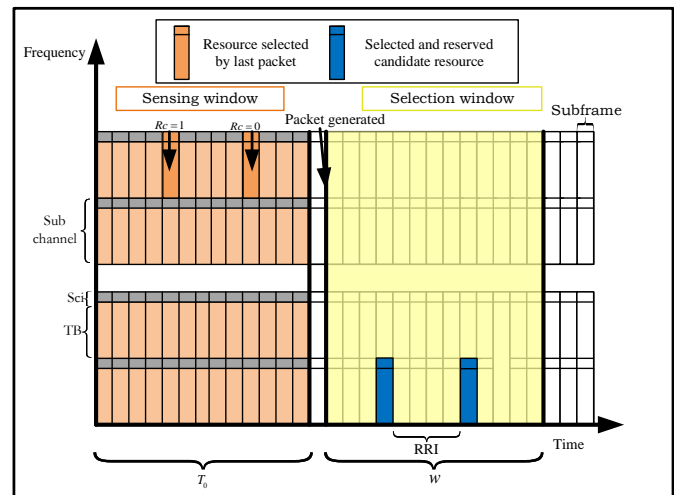 Frequency
Resource selected
by last packet
Selected and reserved
candidate resource
Sensing window
Selection window
Subframe
Rc=1
Rc=0
Packet generated
Sub
channel
Sci
TB
RRI
Time
T₀
W